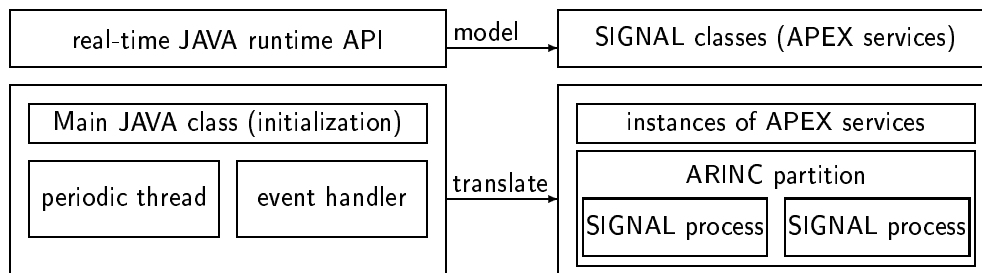 real-time JAVA runtime API
model
SIGNAL classes (APEX services)
Main JAVA class (initialization)
instances of APEX services
periodic thread
event handler
translate
ARINC partition
SIGNAL process
SIGNAL process